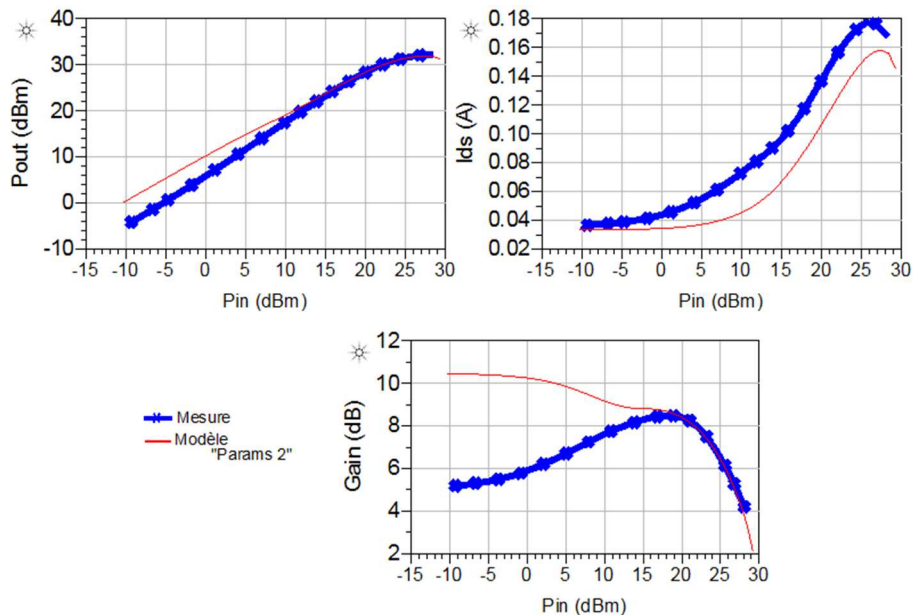 40
30
20
10
0
-10
Pout (dBm)
-15 -10 -5 0 5 10 15 20 25 30
Pin (dBm)
0.18
0.16
0.14
0.12
0.10
0.08
0.06
0.04
0.02
Ids (A)
-15 -10 -5 0 5 10 15 20 25 30
Pin (dBm)
Mesure
Modèle
"Params 2"
12
10
8
6
4
2
Gain (dB)
-15 -10 -5 0 5 10 15 20 25 30
Pin (dBm)